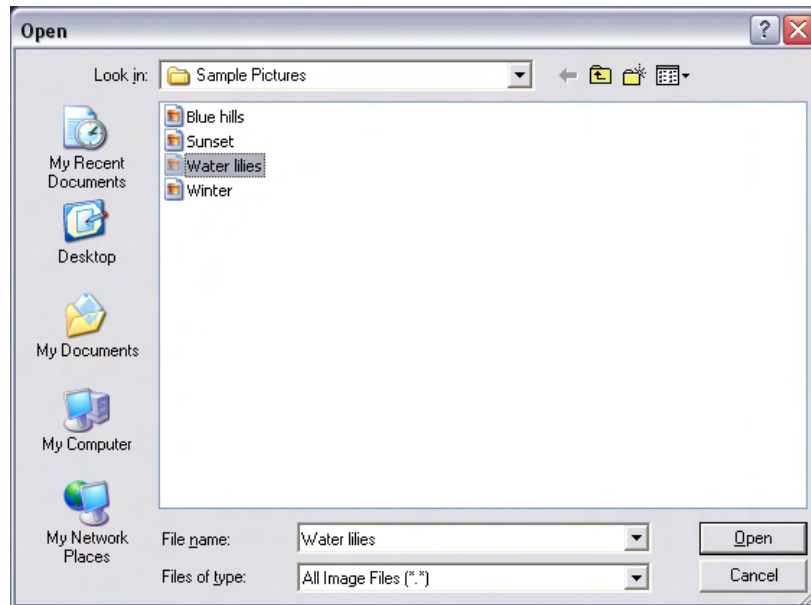 Open
Look in: Sample Pictures
My Recent
Documents
Desktop
My Documents
My Computer
My Network
Places
Blue hills
Sunset
Water lilies
Winter
File name: Water lilies Open
Files of type: All Image Files (*.*) Cancel